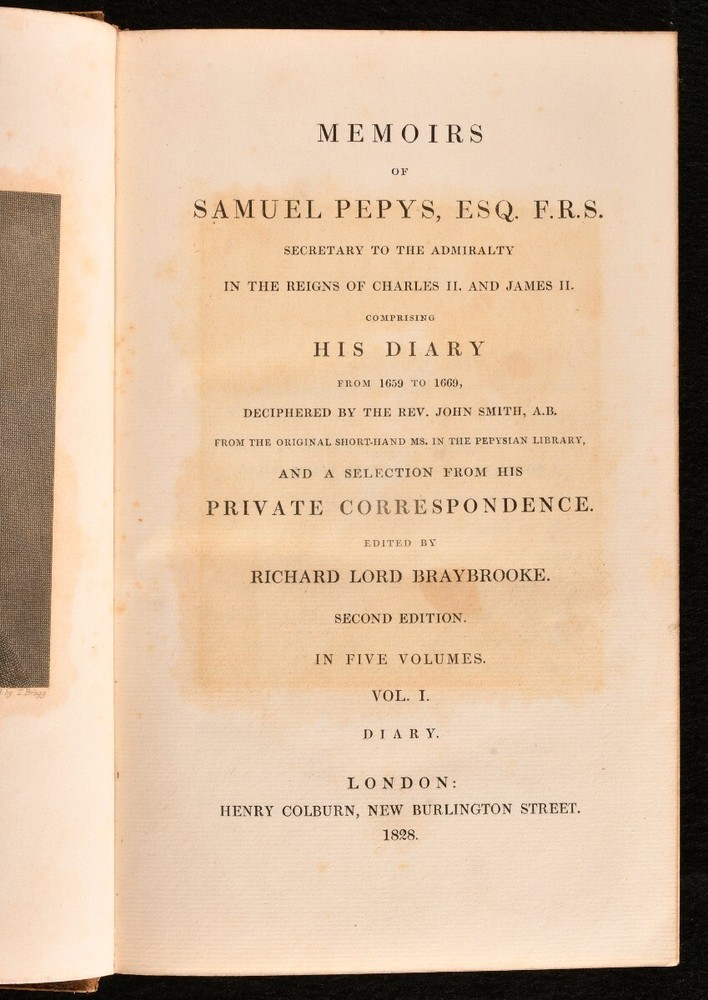 MEMOIRS
OF
SAMUEL PEPYS, ESQ. F.R.S.
SECRETARY TO THE ADMIRALTY
IN THE REIGNS OF CHARLES II. AND JAMES II.
COMPRISING
HIS DIARY
FROM 1659 TO 1669,
DECIPHERED BY THE REV. JOHN SMITH, A.B.
FROM THE ORIGINAL SHORT-HAND MS. IN THE PEPYSIAN LIBRARY,
AND A SELECTION FROM HIS
PRIVATE CORRESPONDENCE.
EDITED BY
RICHARD LORD BRAYBROOKE.
SECOND EDITION.
IN FIVE VOLUMES.
VOL. I.
DIARY.
LONDON:
HENRY COLBURN, NEW BURLINGTON STREET.
1828.
by T. Bragg